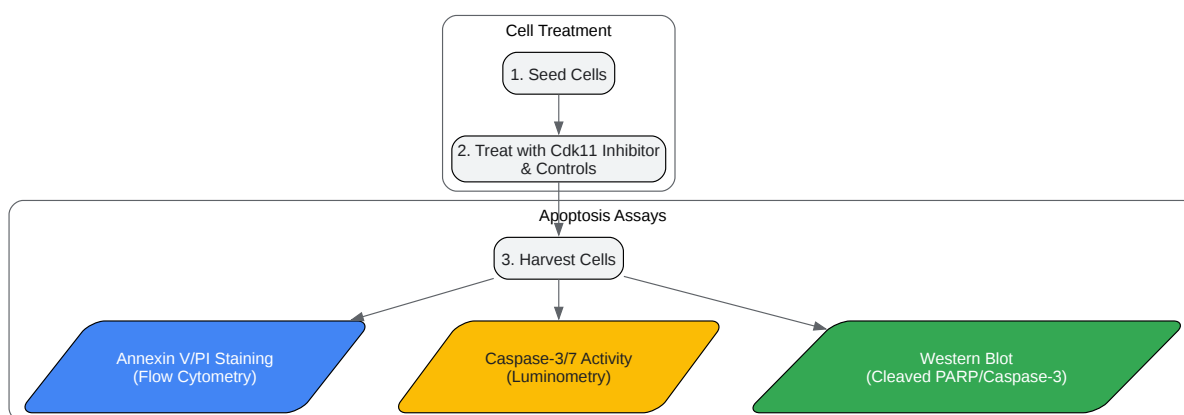 Cell Treatment
1. Seed Cells
2. Treat with Cdk11 Inhibitor
& Controls
Apoptosis Assays
3. Harvest Cells
Annexin V/PI Staining
(Flow Cytometry)
Caspase-3/7 Activity
(Luminometry)
Western Blot
(Cleaved PARP/Caspase-3)